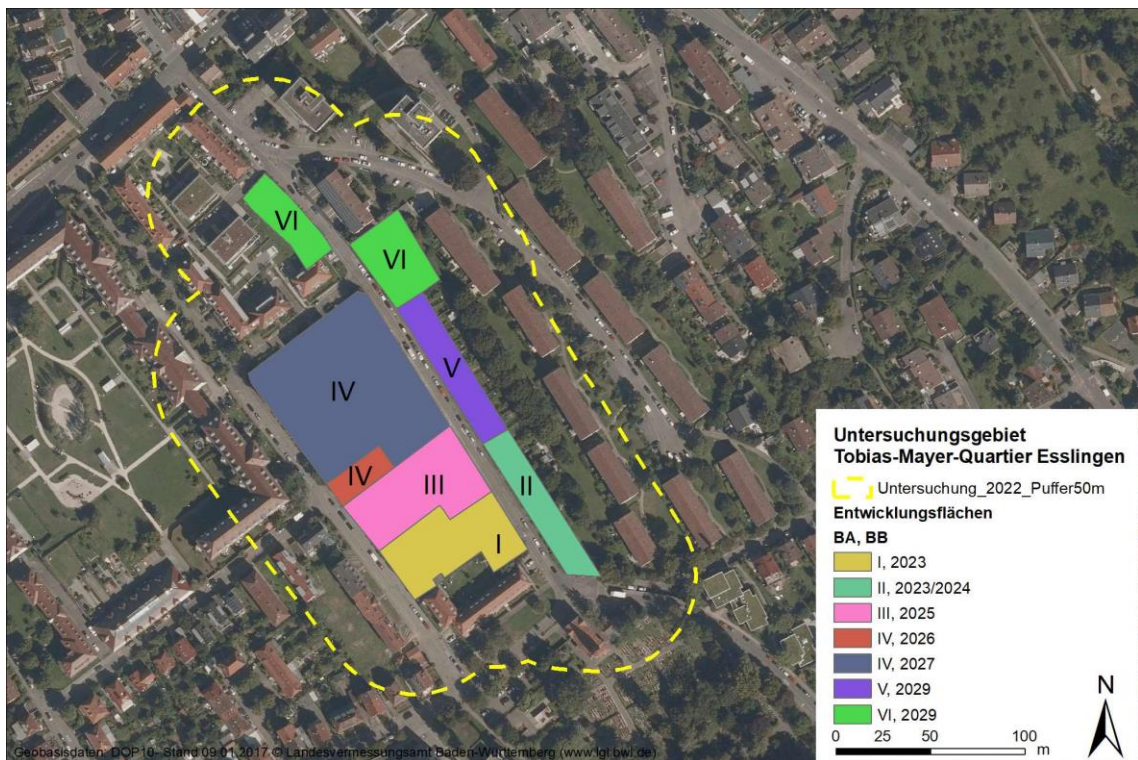 VI
VI
V
IV
IV
III
II
I
Untersuchungsgebiet
Tobias-Mayer-Quartier Esslingen
Untersuchung_2022_Puffer50m
Entwicklungsflächen
BA, BB
I, 2023
II, 2023/2024
III, 2025
IV, 2026
IV, 2027
V, 2029
VI, 2029
N
0 25 50 100
m
Geobasisdaten: DOP10- Stand 09.01.2017 © Landesvermessungsamt Baden-Württemberg (www.lgl.bwl.de)